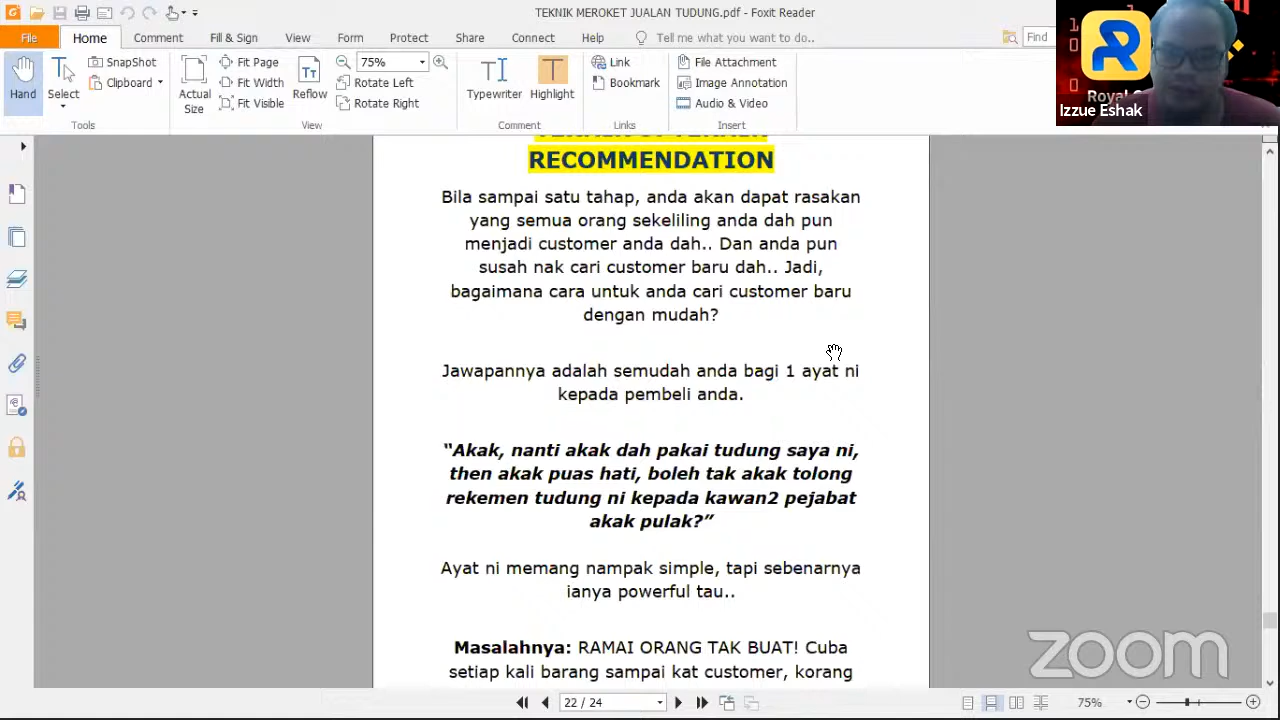 TEKNIK MEROKET JUALAN TUDUNG.pdf - Foxit Reader
File Home Comment Fill & Sign View Form Protect Share Connect Help Tell me what you want to do.. Find
Hand
Select
SnapShot
Clipboard
Tools
Actual Size
Fit Page
Fit Width
Fit Visible
Reflow
75%
Rotate Left
Rotate Right
View
Typewriter
Highlight
Comment
Link
Bookmark
Links
File Attachment
Image Annotation
Audio & Video
Insert
Royal
Izzue Eshak
RECOMMENDATION
Bila sampai satu tahap, anda akan dapat rasakan
yang semua orang sekeliling anda dah pun
menjadi customer anda dah.. Dan anda pun
susah nak cari customer baru dah.. Jadi,
bagaimana cara untuk anda cari customer baru
dengan mudah?
Jawapannya adalah semudah anda bagi 1 ayat ni
kepada pembeli anda.
“Akak, nanti akak dah pakai tudung saya ni,
then akak puas hati, boleh tak akak tolong
rekemen tudung ni kepada kawan2 pejabat
akak pulak?”
Ayat ni memang nampak simple, tapi sebenarnya
ianya powerful tau..
Masalahnya: RAMAI ORANG TAK BUAT! Cuba
setiap kali barang sampai kat customer, korang
zoom
22 / 24
75%